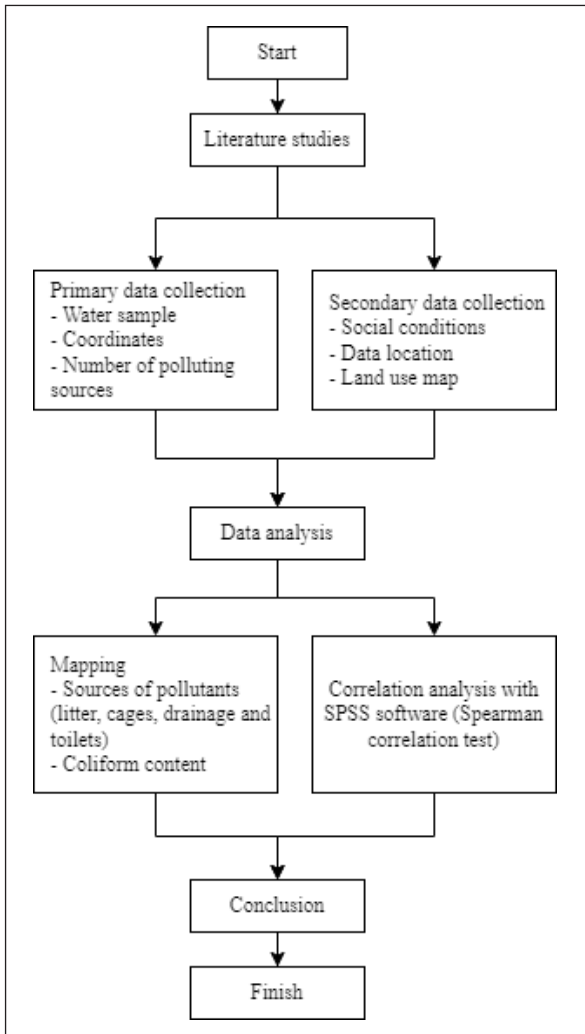 Start
Literature studies
Primary data collection
- Water sample
- Coordinates
- Number of polluting
sources
Secondary data collection
- Social conditions
- Data location
- Land use map
Data analysis
Mapping
- Sources of pollutants
(litter, cages, drainage and
toilets)
- Coliform content
Correlation analysis with
SPSS software (Spearman
correlation test)
Conclusion
Finish